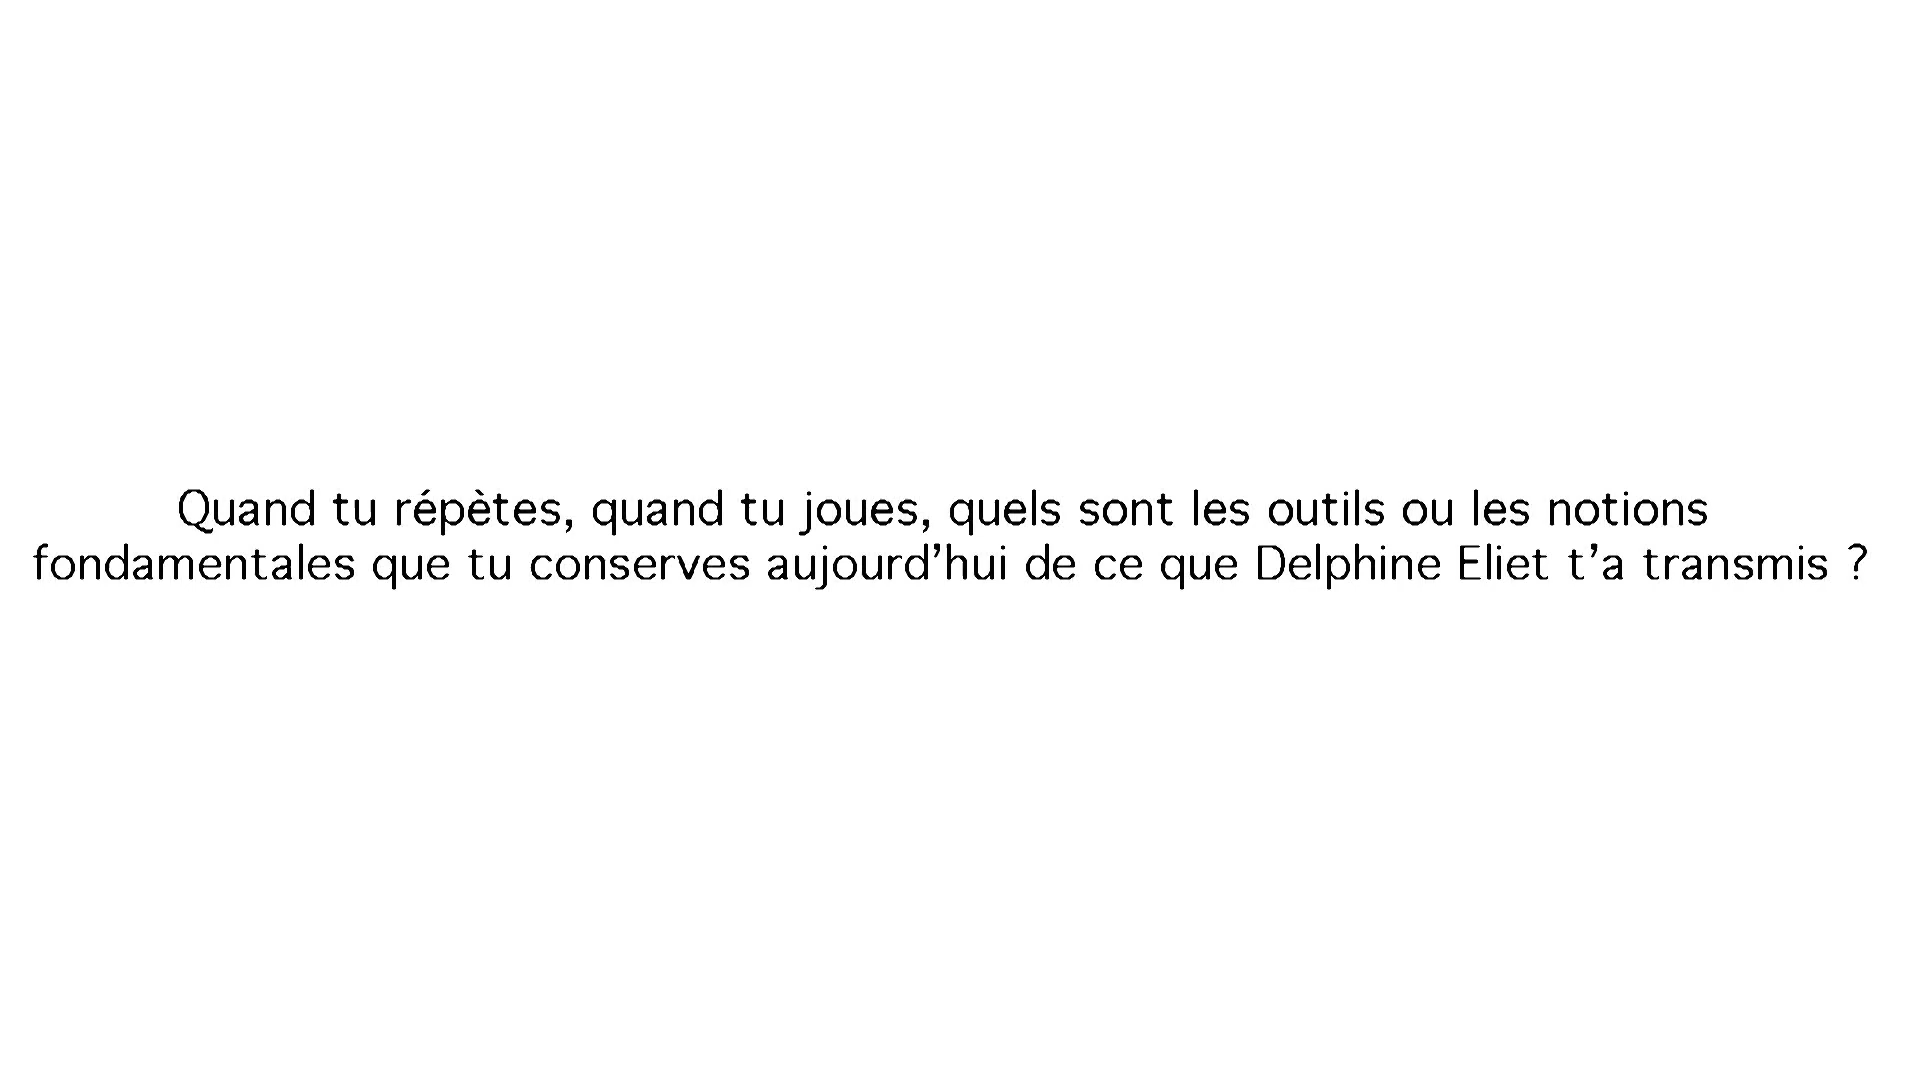 Quand tu répètes, quand tu joues, quels sont les outils ou les notions
fondamentales que tu conserves aujourd’hui de ce que Delphine Eliet t’a transmis ?